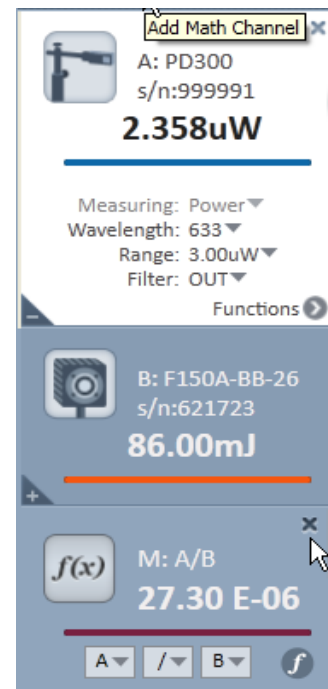 Add Math Channel
A: PD300
s/n:999991
2.358uW
Measuring: Power
Wavelength: 633
Range: 3.00uW
Filter: OUT
Functions
B: F150A-BB-26
s/n:621723
86.00mJ
f(x)
M: A/B
27.30 E-06
A / B f